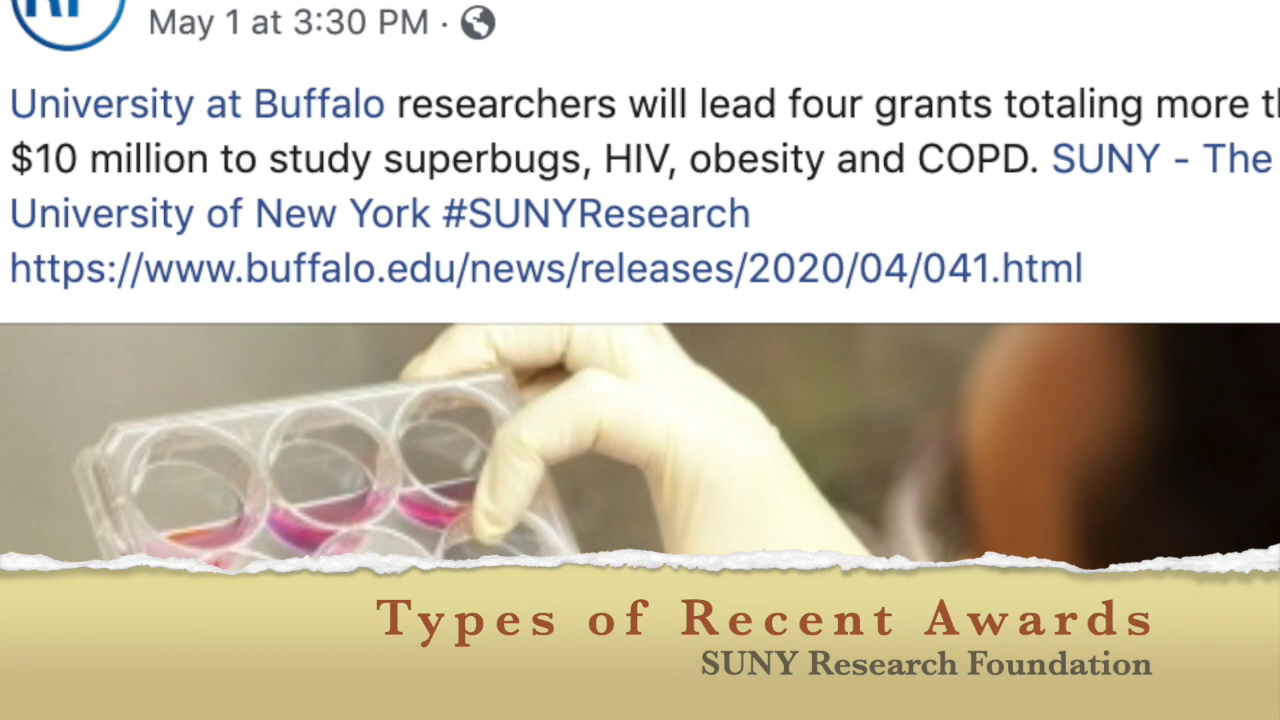 RF
May 1 at 3:30 PM ·
University at Buffalo researchers will lead four grants totaling more
$10 million to study superbugs, HIV, obesity and COPD. SUNY - The
University of New York #SUNYResearch
https://www.buffalo.edu/news/releases/2020/04/041.html
Types of Recent Awards
SUNY Research Foundation